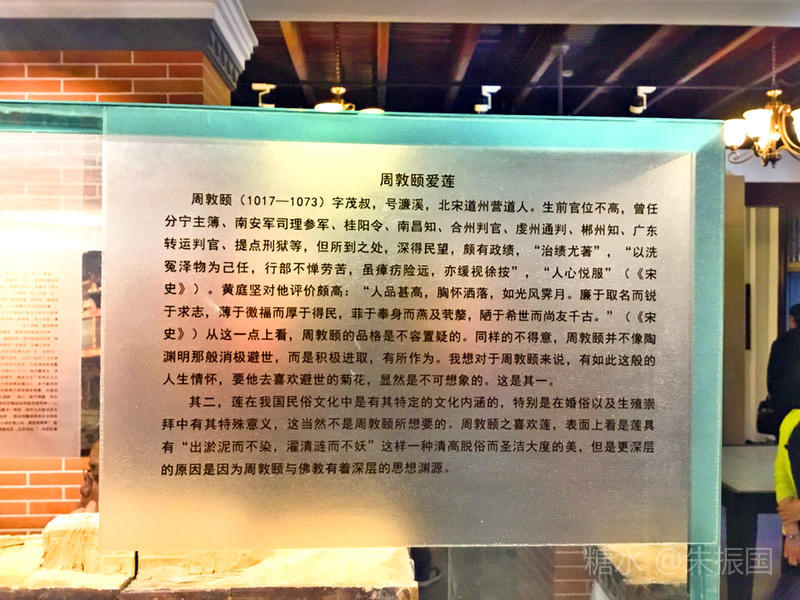 周敦颐爱莲
周敦颐（1017—1073）字茂叔，号濂溪，北宋道州营道人。生前官位不高，曾任
分宁主薄、南安军司理参军、桂阳令、南昌知、合州判官、虔州通判、郴州知、广东
转运判官、提点刑狱等，但所到之处，深得民望，颇有政绩，“治绩尤著”，“以洗
冤泽物为己任，行部不惮劳苦，虽瘴疠险远，亦缓视徐按”，“人心悦服”（《宋
史》）。黄庭坚对他评价颇高：“人品甚高，胸怀洒落，如光风霁月。廉于取名而锐
于求志，薄于徼福而厚于得民，菲于奉身而燕及茕嫠，陋于希世而尚友千古。”（《宋
史》）从这一点上看，周敦颐的品格是不容置疑的。同样的不得意，周敦颐并不像陶
渊明那般消极避世，而是积极进取，有所作为。我想对于周敦颐来说，有如此这般的
人生情怀，要他去喜欢避世的菊花，显然是不可想象的。这是其一。
其二，莲在我国民俗文化中是有其特定的文化内涵的，特别是在婚俗以及生殖崇
拜中有其特殊意义，这当然不是周敦颐所想要的。周敦颐之喜欢莲，表面上看是莲具
有“出淤泥而不染，濯清涟而不妖”这样一种清高脱俗而圣洁大度的美，但是更深层
的原因是因为周敦颐与佛教有着深层的思想渊源。
糖水 @朱振国